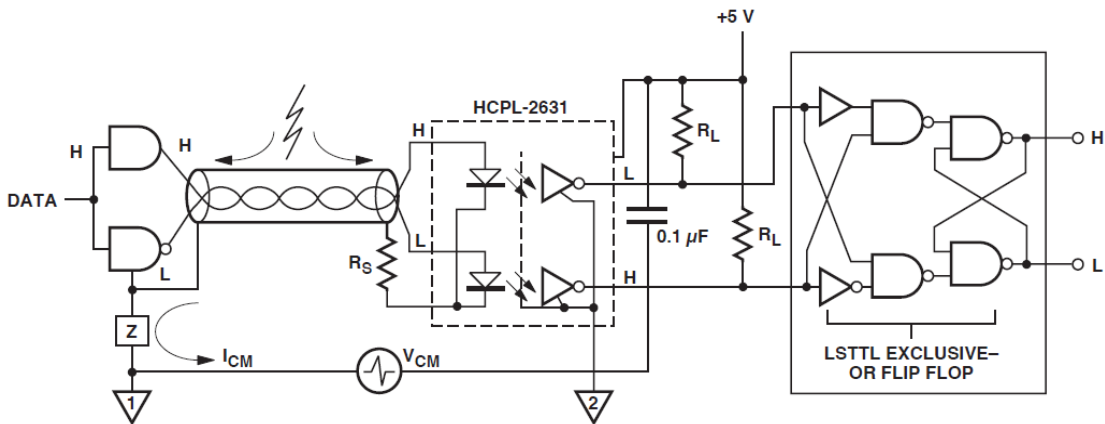 +5 V
HCPL-2631
H
H
H
DATA
L
L
RS
RL
L
0.1 µF
RL
H
H
L
LSTTL EXCLUSIVE–
OR FLIP FLOP
Z
ICM
VCM
1
2